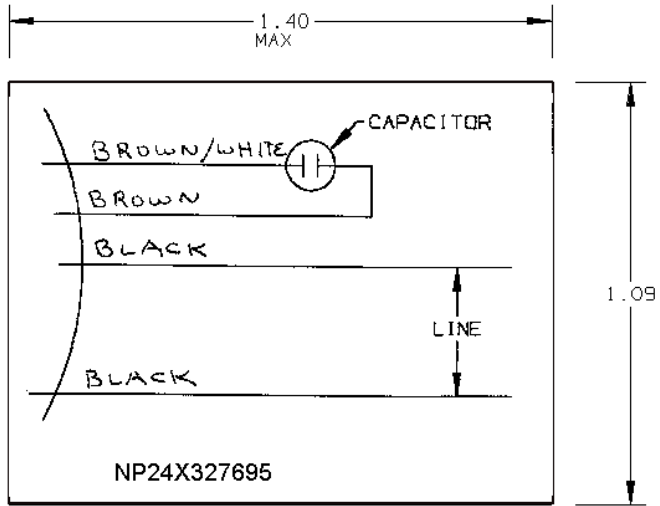 1.40
MAX
CAPACITOR
BROWN/WHITE
BROWN
BLACK
1.09
LINE
BLACK
NP24X327695